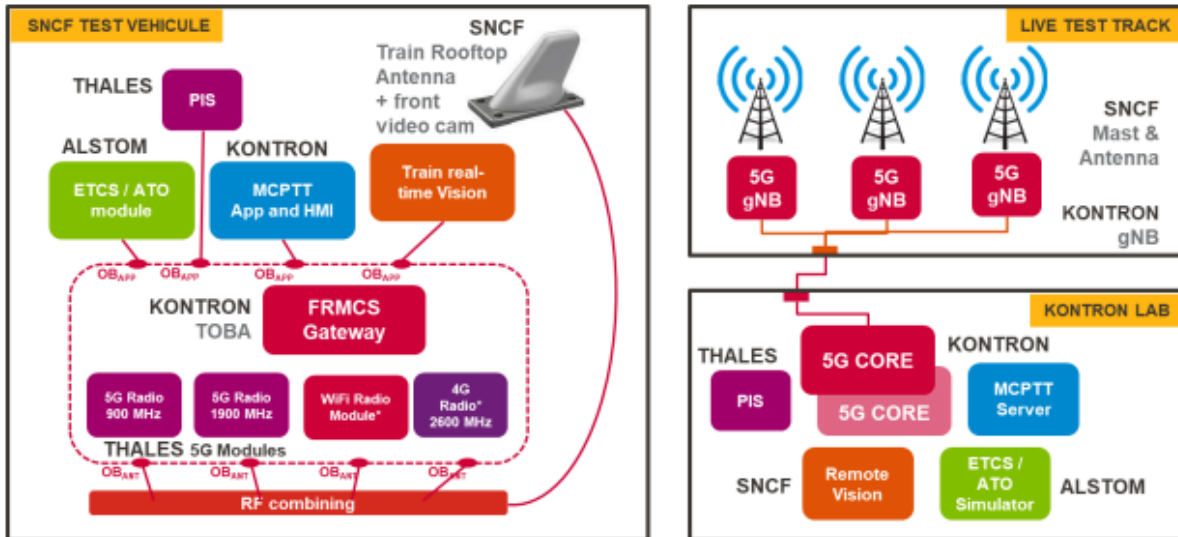 SNCF TEST VEHICULE
SNCF
Train Rooftop
Antenna
+ front
video cam
THALES
PIS
ALSTOM
KONTRON
ETCS / ATO
module
MCPTT
App and HMI
Train real-
time Vision
OBAPP
OBAPP
OBAPP
OBAPP
KONTRON
TOBA
FRMCS
Gateway
5G Radio
900 MHz
5G Radio
1900 MHz
WiFi Radio
Module*
4G
Radio*
2600 MHz
THALES 5G Modules
OBANT
OBANT
OBANT
OBANT
RF combining
LIVE TEST TRACK
SNCF
Mast &
Antenna
5G
gNB
5G
gNB
5G
gNB
KONTRON
gNB
KONTRON LAB
THALES
PIS
5G CORE
5G CORE
KONTRON
MCPTT
Server
SNCF
Remote
Vision
ETCS /
ATO
Simulator
ALSTOM